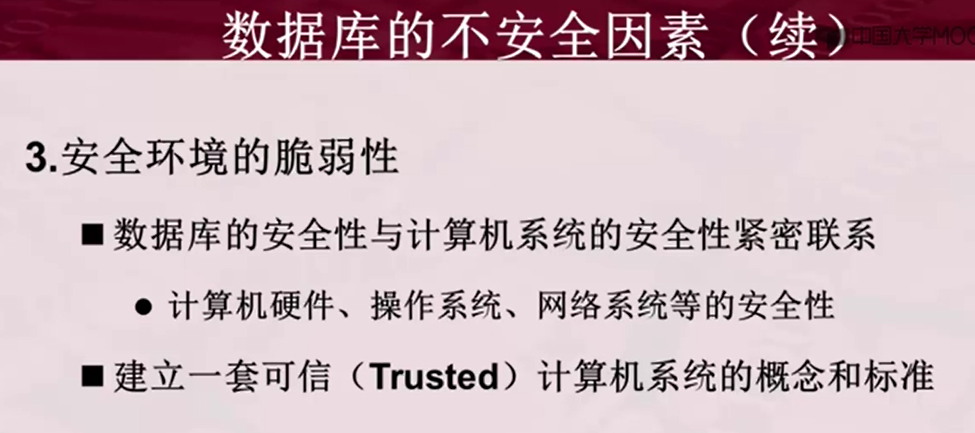 数据库的不安全因素（续）
中国大学MOO
3.安全环境的脆弱性
■ 数据库的安全性与计算机系统的安全性紧密联系
● 计算机硬件、操作系统、网络系统等的安全性
■ 建立一套可信（Trusted）计算机系统的概念和标准